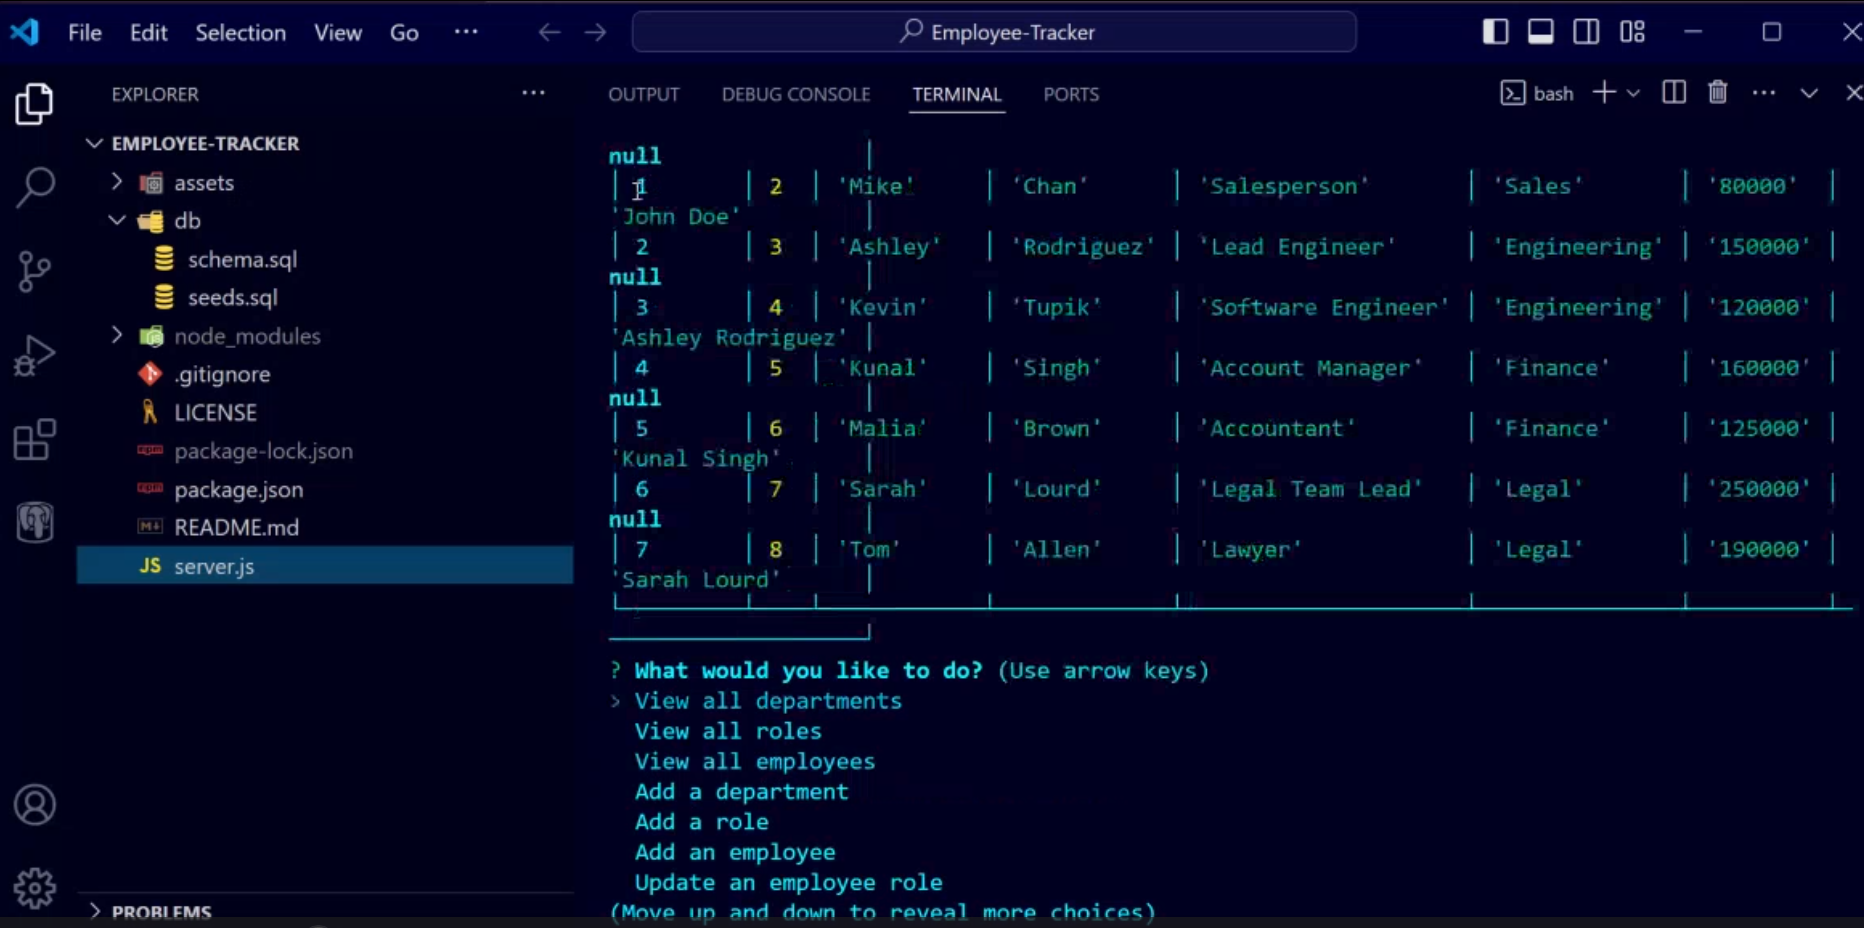 File Edit Selection View Go ··· Employee-Tracker
EXPLORER ···
EMPLOYEE-TRACKER
assets
db
schema.sql
seeds.sql
node_modules
.gitignore
LICENSE
package-lock.json
package.json
README.md
JS server.js
PROBLEMS
OUTPUT DEBUG CONSOLE TERMINAL PORTS bash
null │
│ 1 │ 2 │ 'Mike' │ 'Chan' │ 'Salesperson' │ 'Sales' │ '80000' │
'John Doe' │
│ 2 │ 3 │ 'Ashley' │ 'Rodriguez' │ 'Lead Engineer' │ 'Engineering' │ '150000' │
null │
│ 3 │ 4 │ 'Kevin' │ 'Tupik' │ 'Software Engineer' │ 'Engineering' │ '120000' │
'Ashley Rodriguez' │
│ 4 │ 5 │ 'Kunal' │ 'Singh' │ 'Account Manager' │ 'Finance' │ '160000' │
null │
│ 5 │ 6 │ 'Malia' │ 'Brown' │ 'Accountant' │ 'Finance' │ '125000' │
'Kunal Singh' │
│ 6 │ 7 │ 'Sarah' │ 'Lourd' │ 'Legal Team Lead' │ 'Legal' │ '250000' │
null │
│ 7 │ 8 │ 'Tom' │ 'Allen' │ 'Lawyer' │ 'Legal' │ '190000' │
'Sarah Lourd' │
? What would you like to do? (Use arrow keys)
> View all departments
View all roles
View all employees
Add a department
Add a role
Add an employee
Update an employee role
(Move up and down to reveal more choices)